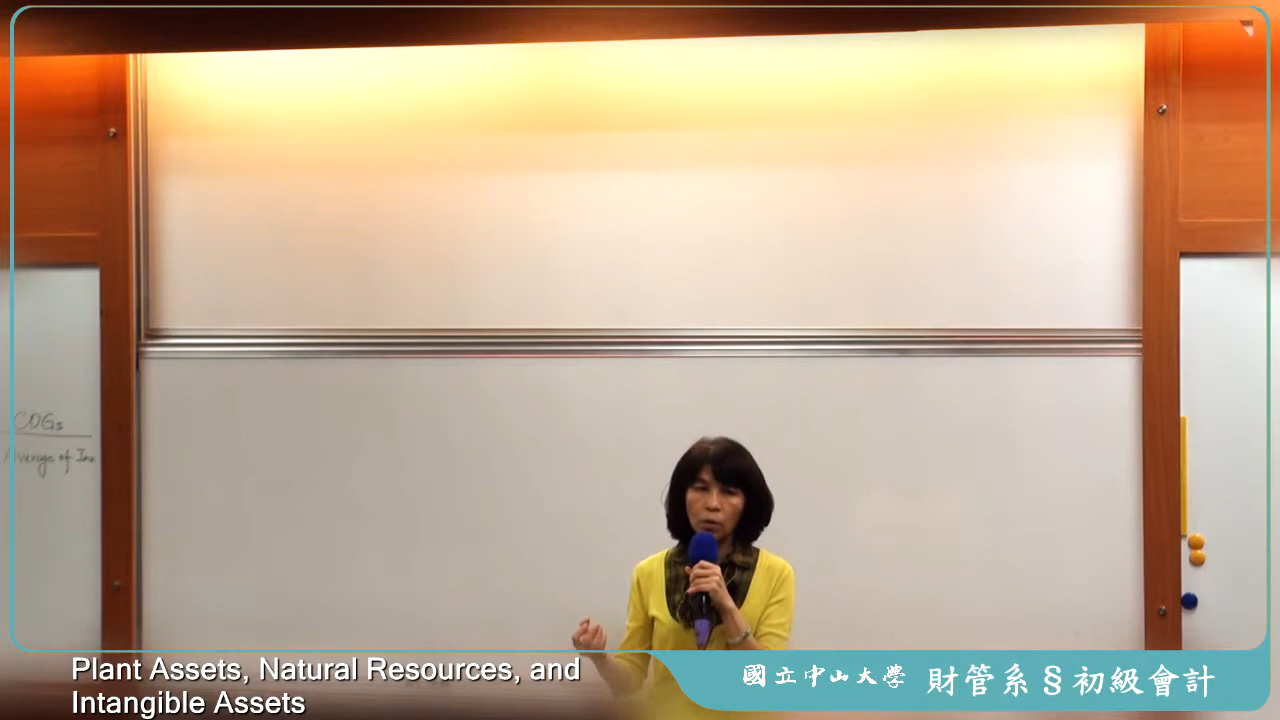 COGs
Average of Inv
Plant Assets, Natural Resources, and
Intangible Assets
國立中山大學 財管系§初級會計